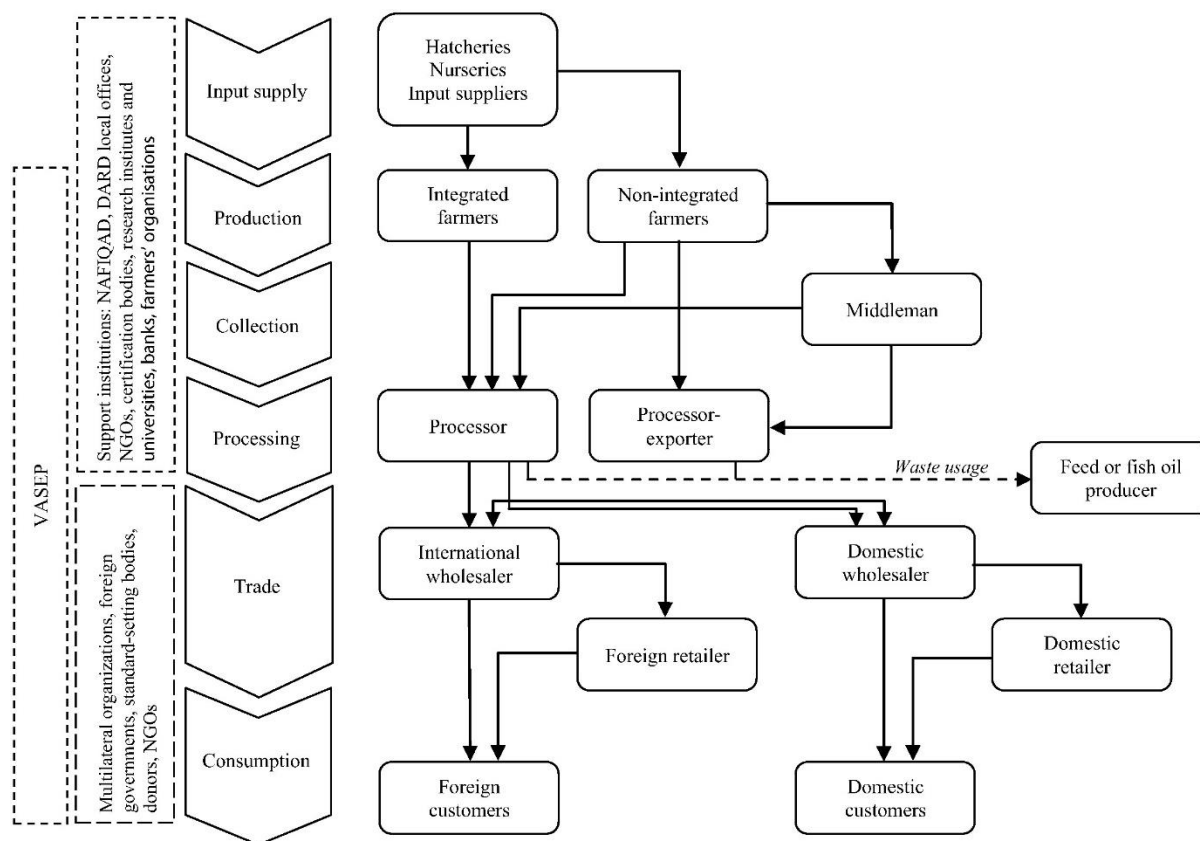 VASEP
Support institutions: NAFIQAD, DARD local offices,
NGOs, certification bodies, research institutes and
universities, banks, farmers' organisations
Multilateral organizations, foreign
governments, standard-setting bodies,
donors, NGOs
Input supply
Production
Collection
Processing
Trade
Consumption
Hatcheries
Nurseries
Input suppliers
Integrated
farmers
Non-integrated
farmers
Middleman
Processor
Processor-
exporter
Waste usage
Feed or fish oil
producer
International
wholesaler
Domestic
wholesaler
Foreign retailer
Domestic
retailer
Foreign
customers
Domestic
customers